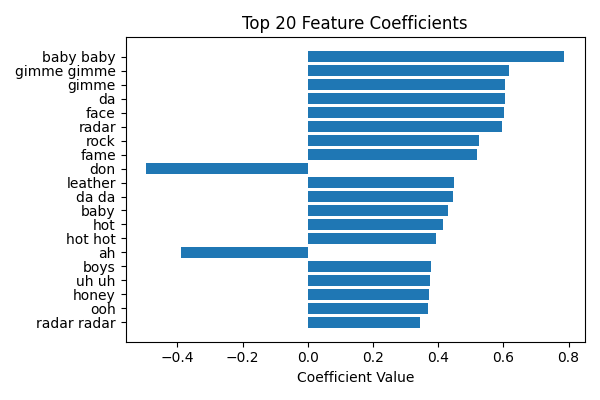 Top 20 Feature Coefficients
baby baby
gimme gimme
gimme
da
face
radar
rock
fame
don
leather
da da
baby
hot
hot hot
ah
boys
uh uh
honey
ooh
radar radar
−0.4 −0.2 0.0 0.2 0.4 0.6 0.8
Coefficient Value